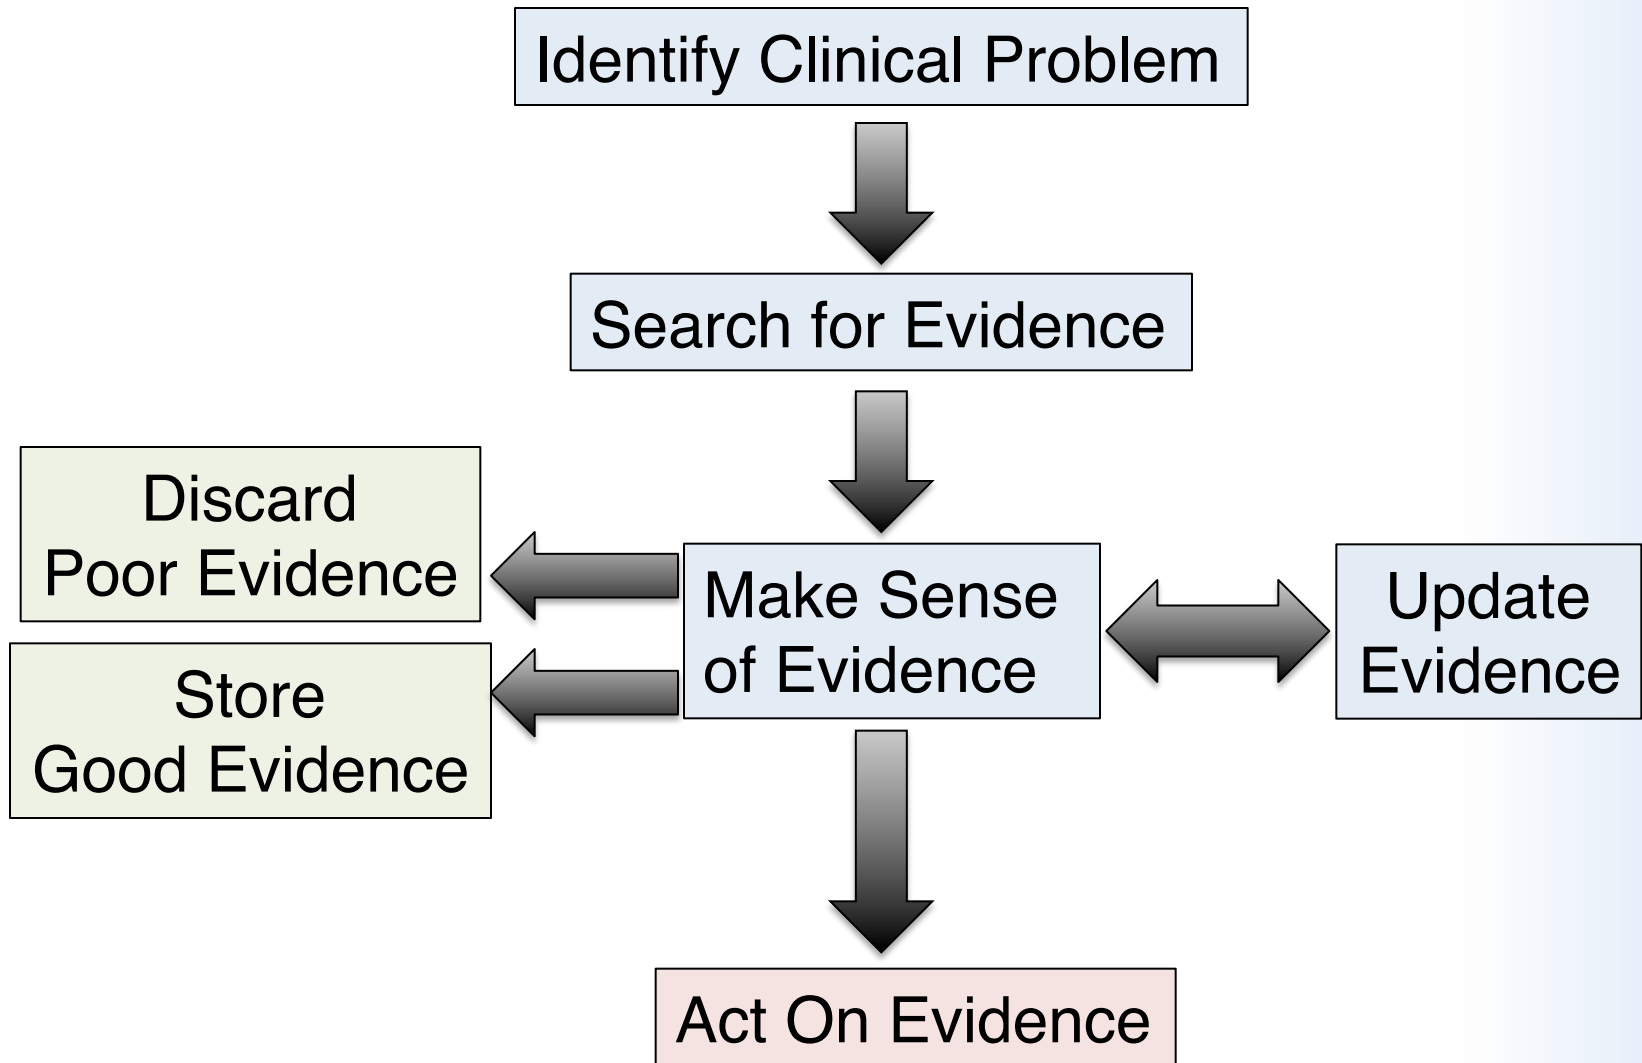 Identify Clinical Problem
Search for Evidence
Discard
Poor Evidence
Store
Good Evidence
Make Sense
of Evidence
Update
Evidence
Act On Evidence